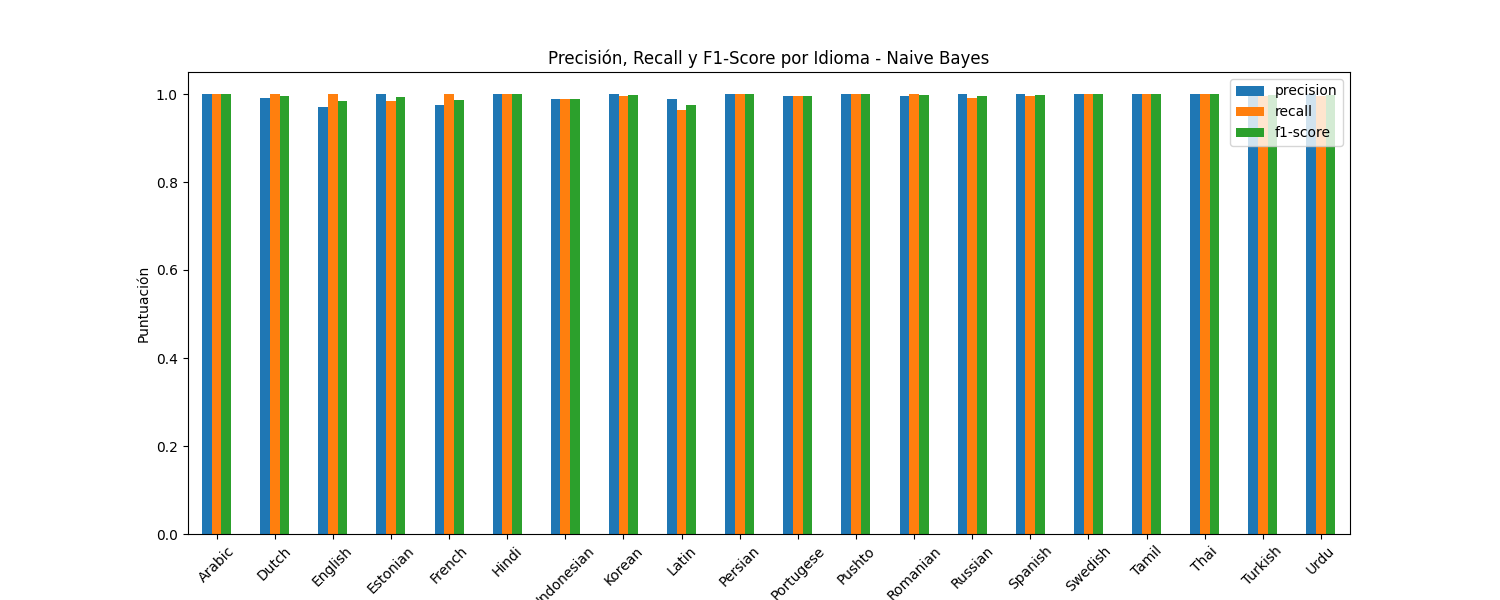 Precisión, Recall y F1-Score por Idioma - Naive Bayes
precision
recall
f1-score
Puntuación
1.0
0.8
0.6
0.4
0.2
0.0
Arabic
Dutch
English
Estonian
French
Hindi
Indonesian
Korean
Latin
Persian
Portugese
Pushto
Romanian
Russian
Spanish
Swedish
Tamil
Thai
Turkish
Urdu